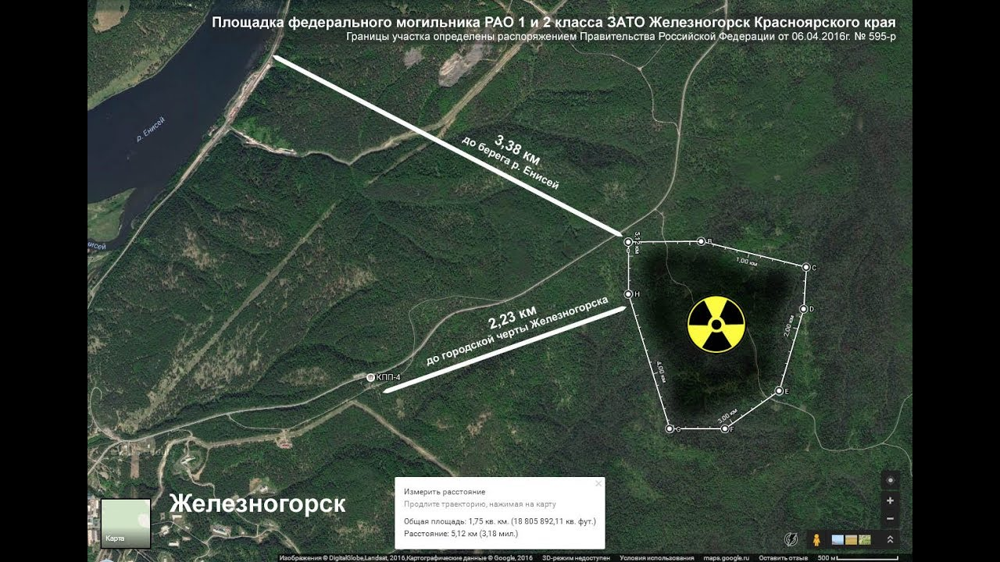 Площадка федерального могильника РАО 1 и 2 класса ЗАТО Железногорск Красноярского края
Границы участка определены распоряжением Правительства Российской Федерации от 06.04.2016г. № 595-р
р. Енисей
3,38 км
до берега р. Енисей
5,12 км
B
1,00 км
C
нисей
H
D
2,23 км
до городской черты Железногорска
2,00 км
4,00 км
КПП-4
E
3,00 км
G
F
Измерить расстояние
Продлите траекторию, нажимая на карту
Общая площадь: 1,75 кв. км. (18 805 892,11 кв. фут.)
Расстояние: 5,12 км (3,18 мил.)
Железногорск
Карта
Изображения © DigitalGlobe,Landsat, 2016,Картографические данные © Google, 2016 3D-режим недоступен Условия использования maps.google.ru Оставить отзыв 500 м